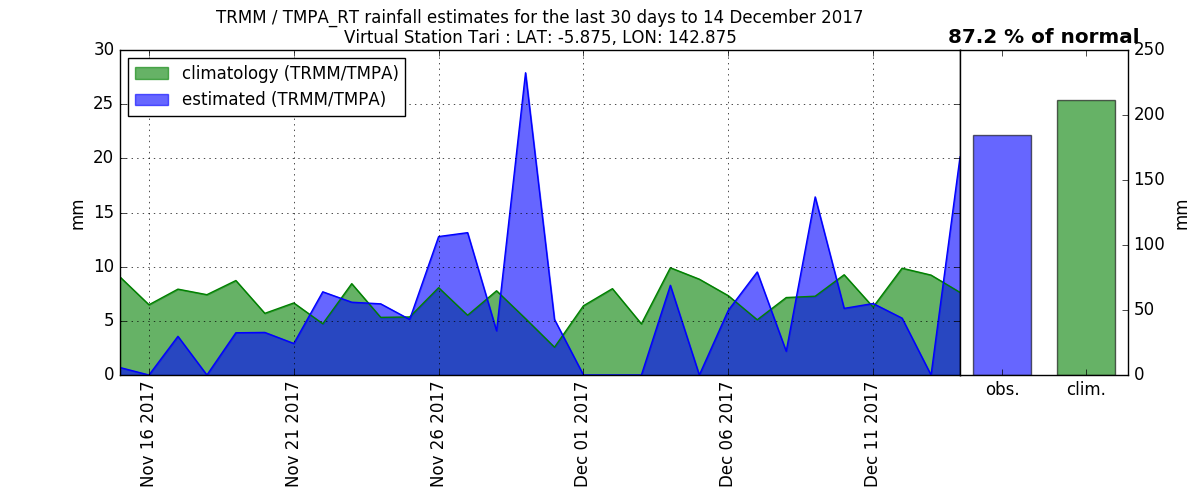 TRMM / TMPA_RT rainfall estimates for the last 30 days to 14 December 2017
Virtual Station Tari : LAT: -5.875, LON: 142.875
87.2 % of normal
climatology (TRMM/TMPA)
estimated (TRMM/TMPA)
30
25
20
15
10
5
0
mm
Nov 16 2017
Nov 21 2017
Nov 26 2017
Dec 01 2017
Dec 06 2017
Dec 11 2017
obs.
clim.
250
200
150
100
50
0
mm